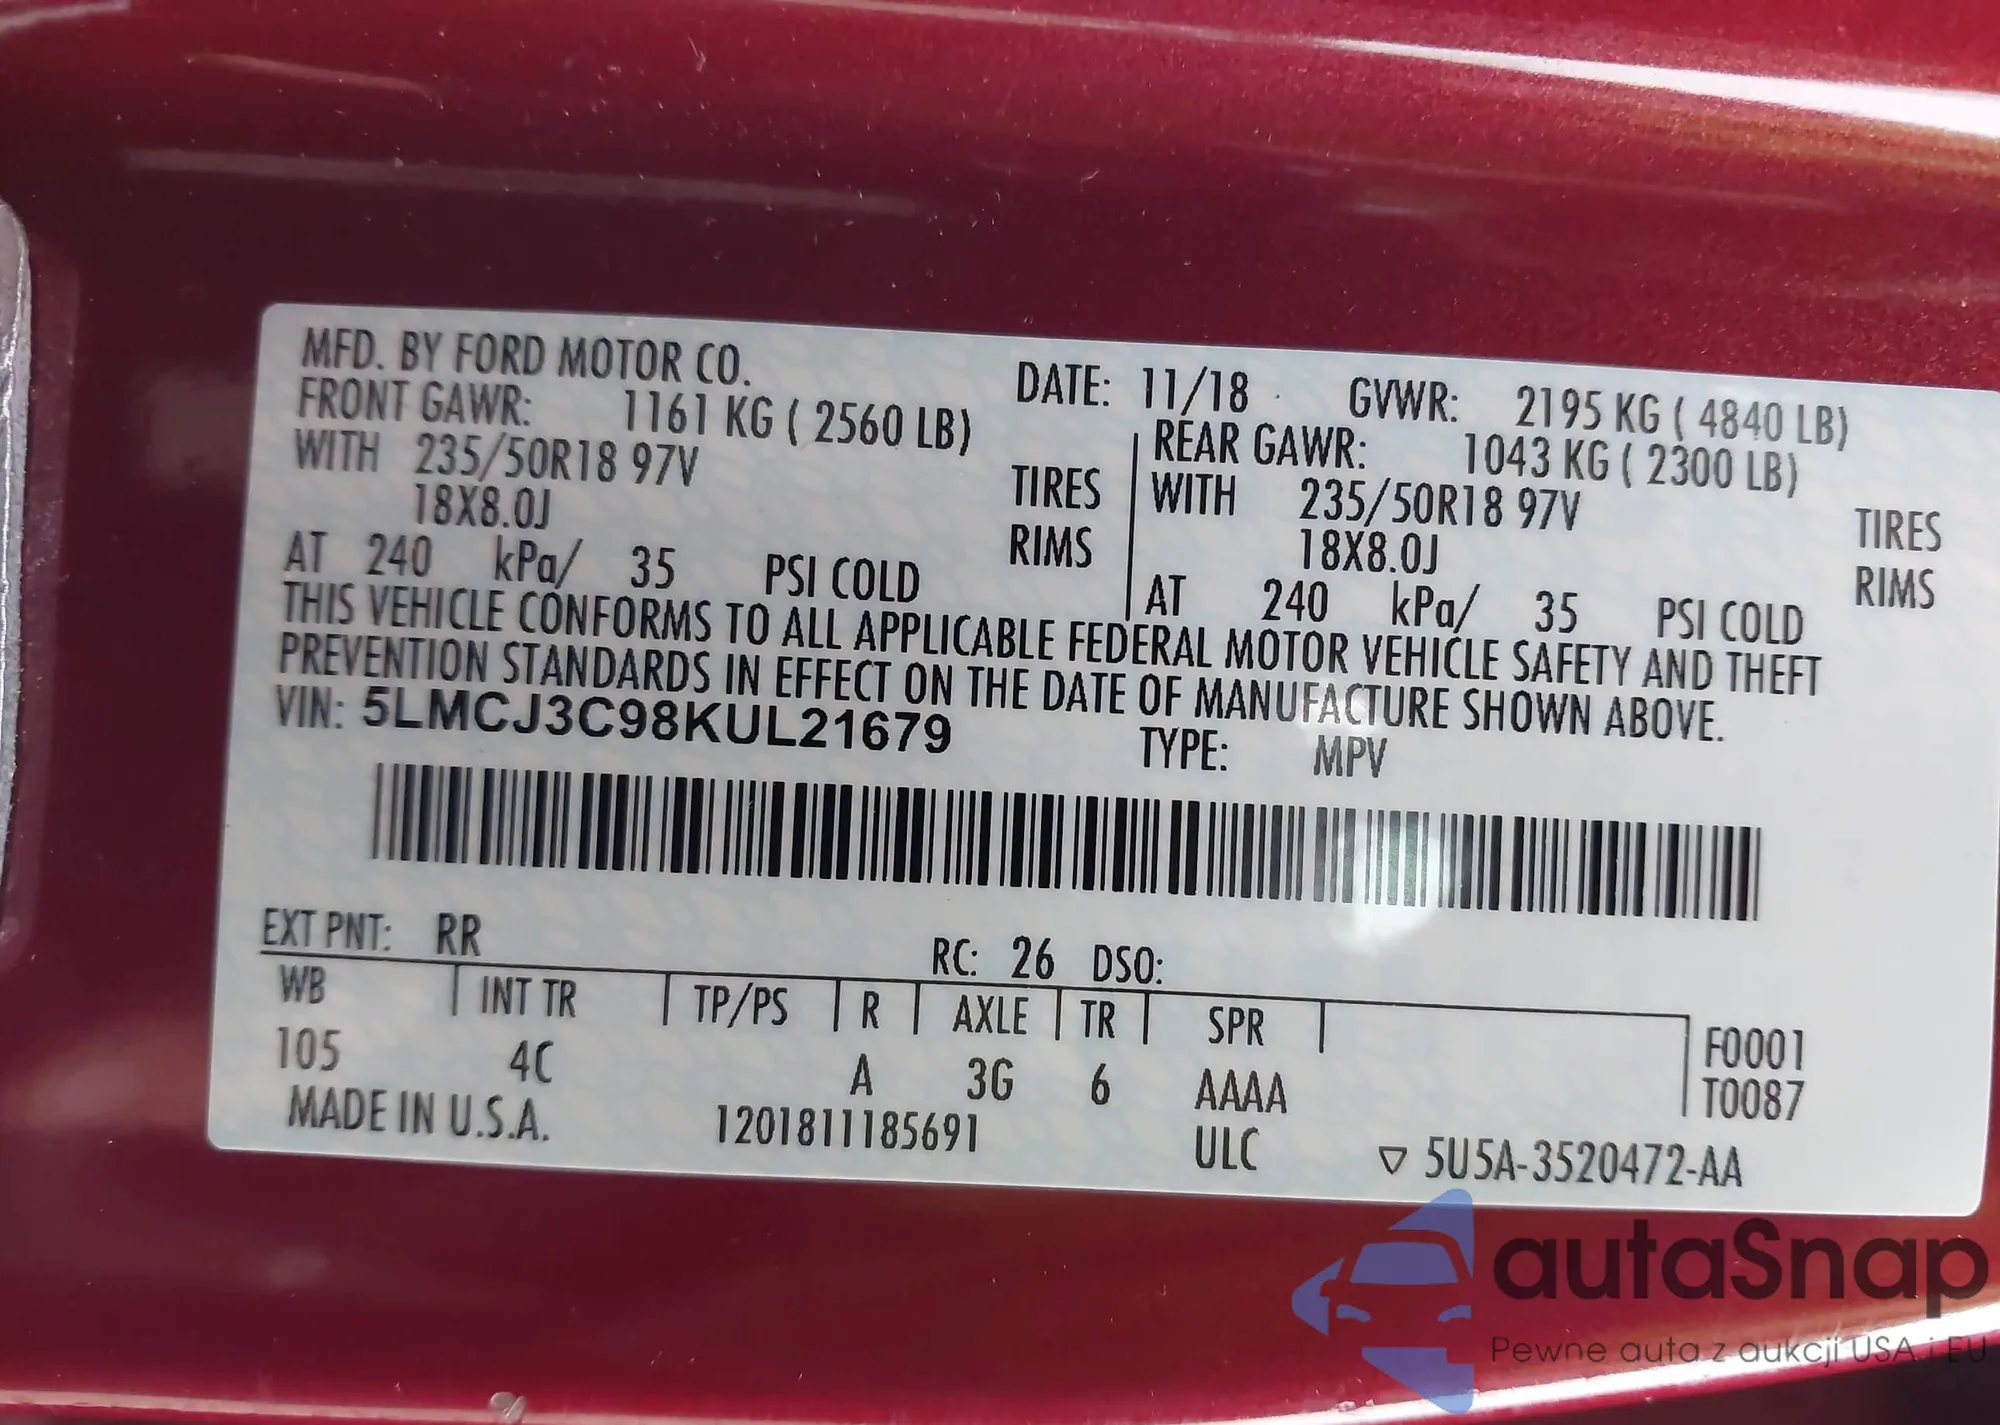 MFD. BY FORD MOTOR CO. DATE: 11/18 GVWR: 2195 KG ( 4840 LB)
FRONT GAWR: 1161 KG ( 2560 LB) REAR GAWR: 1043 KG ( 2300 LB)
WITH 235/50R18 97V TIRES WITH 235/50R18 97V TIRES
18X8.0J RIMS 18X8.0J RIMS
AT 240 kPa/ 35 PSI COLD AT 240 kPa/ 35 PSI COLD
THIS VEHICLE CONFORMS TO ALL APPLICABLE FEDERAL MOTOR VEHICLE SAFETY AND THEFT
PREVENTION STANDARDS IN EFFECT ON THE DATE OF MANUFACTURE SHOWN ABOVE.
VIN: 5LMCJ3C98KUL21679 TYPE: MPV
EXT PNT: RR RC: 26 DSO:
WB INT TR TP/PS R AXLE TR SPR F0001
105 4C A 3G 6 AAAA T0087
MADE IN U.S.A. 1201811185691 ULC ▽ 5U5A-3520472-AA
autaSnap
Pewne auta z aukcji USA i EU